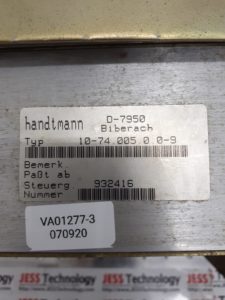 handtmann D-7950
Biberach
Typ 10-74.005.0.0-9
Bemerk.
Paßt ab
Steuerg 932416
Nummer
VA01277-3
070920
JESS Technology
JESS Technology